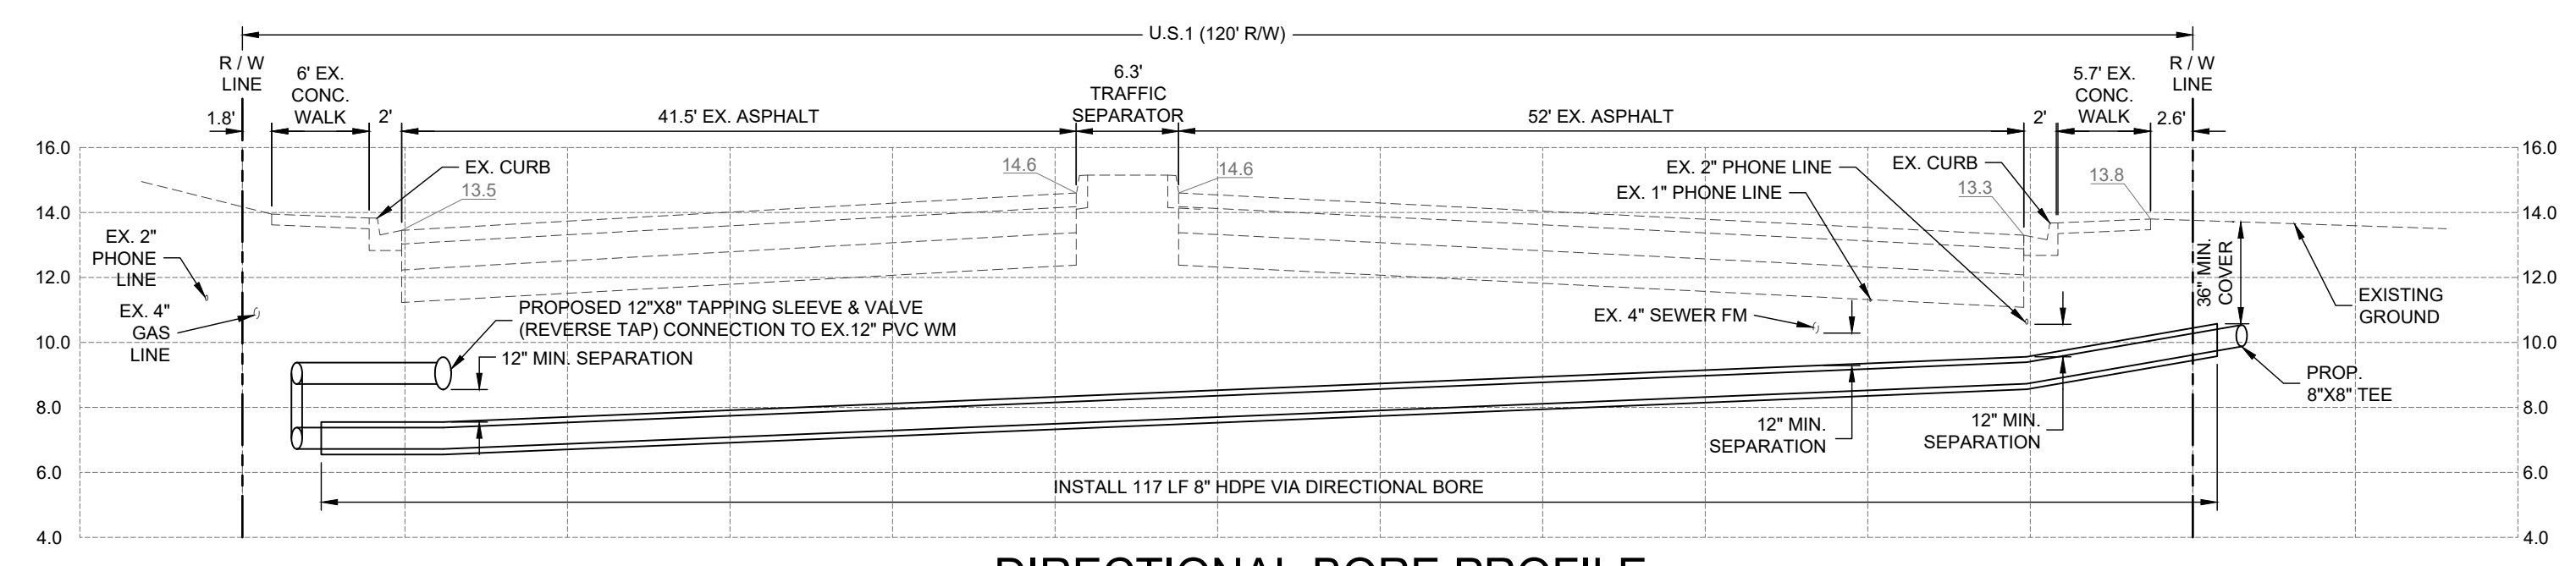 U.S.1 (120' R/W)
R / W
LINE
6' EX.
CONC.
WALK
6.3'
TRAFFIC
SEPARATOR
5.7' EX.
CONC.
WALK
R / W
LINE
1.8'
2'
41.5' EX. ASPHALT
52' EX. ASPHALT
2'
2.6'
16.0
16.0
EX. CURB
13.5
14.6
14.6
EX. 2" PHONE LINE
EX. 1" PHONE LINE
EX. CURB
13.3
13.8
14.0
14.0
EX. 2"
PHONE
LINE
36" MIN.
COVER
12.0
12.0
EX. 4"
GAS
LINE
PROPOSED 12"X8" TAPPING SLEEVE & VALVE
(REVERSE TAP) CONNECTION TO EX.12" PVC WM
EX. 4" SEWER FM
EXISTING
GROUND
10.0
10.0
12" MIN. SEPARATION
PROP.
8"X8" TEE
8.0
8.0
12" MIN.
SEPARATION
12" MIN.
SEPARATION
6.0
6.0
INSTALL 117 LF 8" HDPE VIA DIRECTIONAL BORE
4.0
4.0
DIRECTIONAL BORE PROFILE